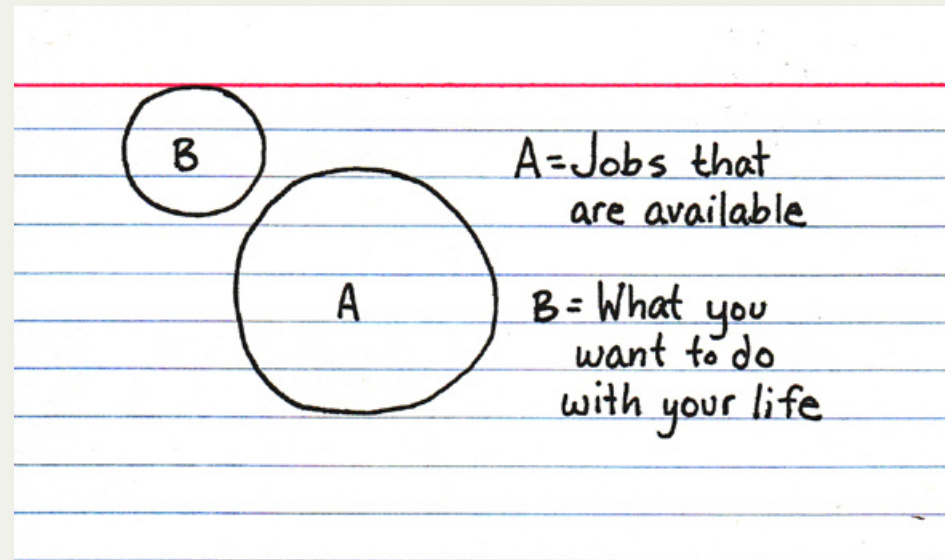 B
A
A=Jobs that
are available
B=What you
want to do
with your life